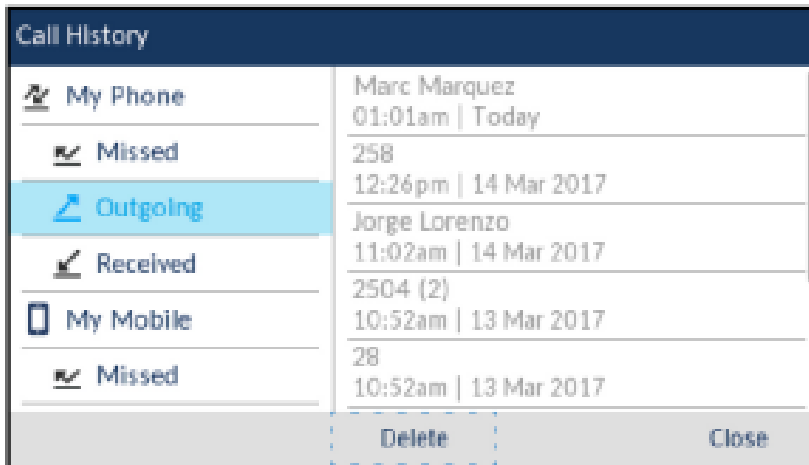 Call History
My Phone
Missed
Outgoing
Received
My Mobile
Missed
Marc Marquez
01:01am | Today
258
12:26pm | 14 Mar 2017
Jorge Lorenzo
11:02am | 14 Mar 2017
2504 (2)
10:52am | 13 Mar 2017
28
10:52am | 13 Mar 2017
Delete
Close